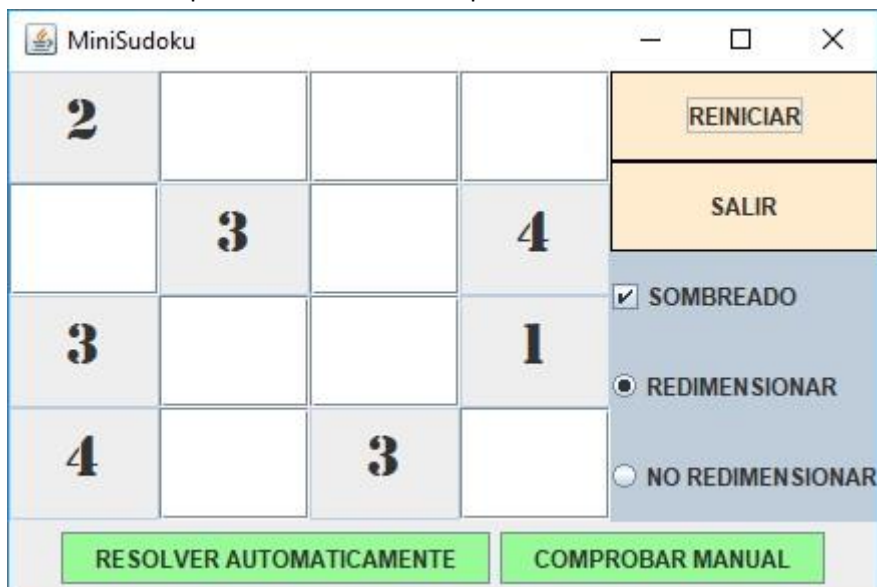 MiniSudoku
2 REINICIAR
SALIR
3 4
SOMBREADO
3 1
REDIMENSIONAR
4 3
NO REDIMENSIONAR
RESOLVER AUTOMATICAMENTE COMPROBAR MANUAL